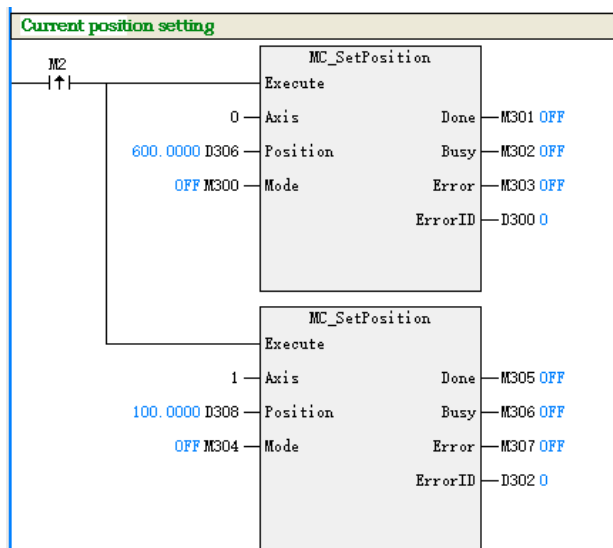 Current position setting
M2
MC_SetPosition
Execute
0 Axis Done M301 OFF
600.0000 D306 Position Busy M302 OFF
OFF M300 Mode Error M303 OFF
ErrorID D300 0
MC_SetPosition
Execute
1 Axis Done M305 OFF
100.0000 D308 Position Busy M306 OFF
OFF M304 Mode Error M307 OFF
ErrorID D302 0